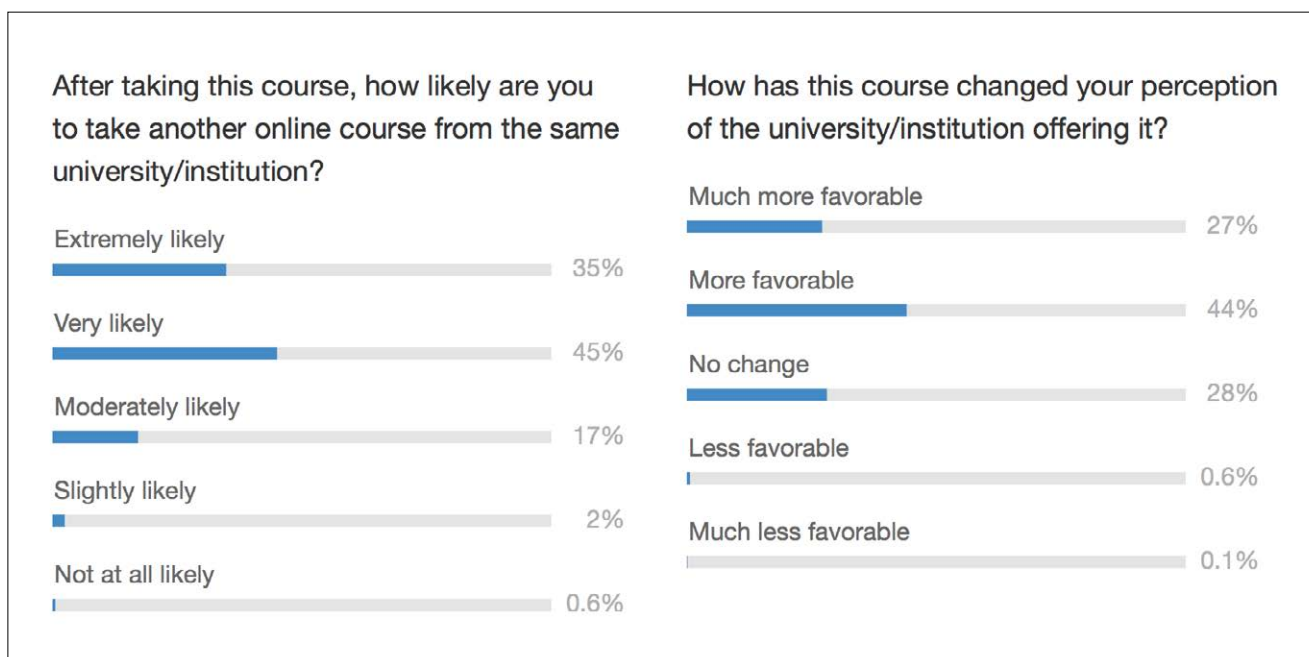 After taking this course, how likely are you
to take another online course from the same
university/institution?
Extremely likely
35%
Very likely
45%
Moderately likely
17%
Slightly likely
2%
Not at all likely
0.6%
How has this course changed your perception
of the university/institution offering it?
Much more favorable
27%
More favorable
44%
No change
28%
Less favorable
0.6%
Much less favorable
0.1%